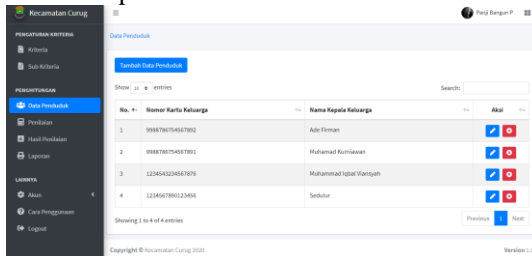 Kecamatan Curug
Panji Bangun P
PENGATURAN KRITERIA
Kriteria
Sub Kriteria
PENGHITUNGAN
Data Penduduk
Penilaian
Hasil Penilaian
Laporan
LAINNYA
Akun
Cara Penggunaan
Logout
Data Penduduk
Tambah Data Penduduk
Show 10 entries
Search:
No. Nomor Kartu Keluarga Nama Kepala Keluarga Aksi
1 9988786754567892 Ade Firman
2 9988786754567891 Muhamad Kurniawan
3 1234543234567876 Muhammad Iqbal Viansyah
4 1234567890123456 Sedulur
Showing 1 to 4 of 4 entries
Previous 1 Next
Copyright © Kecamatan Curug 2020
Version